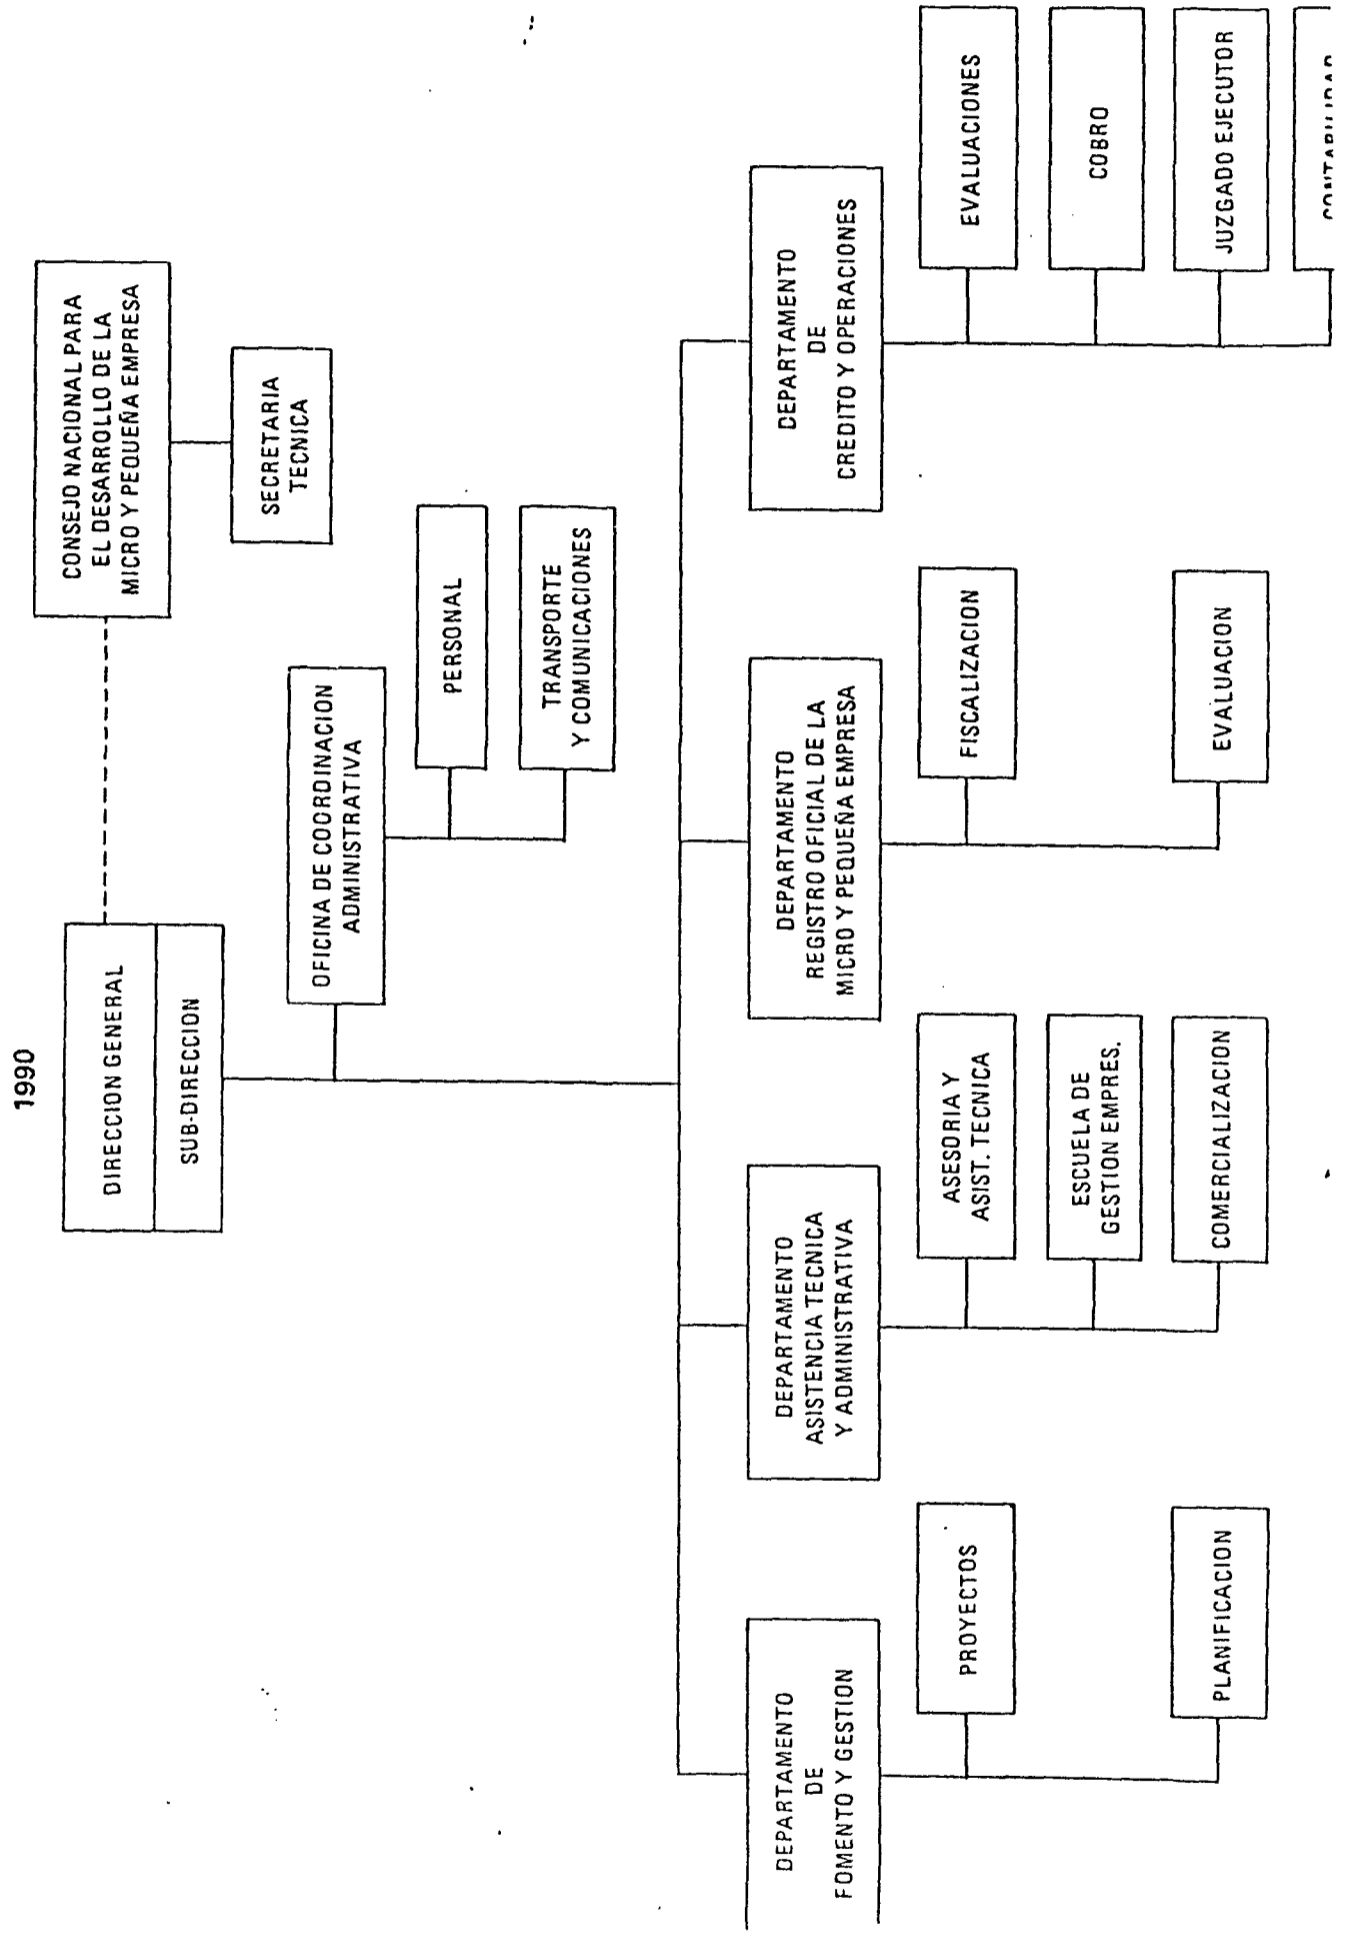 1990
DIRECCION GENERAL
SUB-DIRECCION
CONSEJO NACIONAL PARA
EL DESARROLLO DE LA
MICRO Y PEQUEÑA EMPRESA
SECRETARIA
TECNICA
OFICINA DE COORDINACION
ADMINISTRATIVA
PERSONAL
TRANSPORTE
Y COMUNICACIONES
DEPARTAMENTO
DE
FOMENTO Y GESTION
PROYECTOS
PLANIFICACION
DEPARTAMENTO
ASISTENCIA TECNICA
Y ADMINISTRATIVA
ASESORIA Y
ASIST. TECNICA
ESCUELA DE
GESTION EMPRES.
COMERCIALIZACION
DEPARTAMENTO
REGISTRO OFICIAL DE LA
MICRO Y PEQUEÑA EMPRESA
FISCALIZACION
EVALUACION
DEPARTAMENTO
DE
CREDITO Y OPERACIONES
EVALUACIONES
COBRO
JUZGADO EJECUTOR
CONTABILIDAD